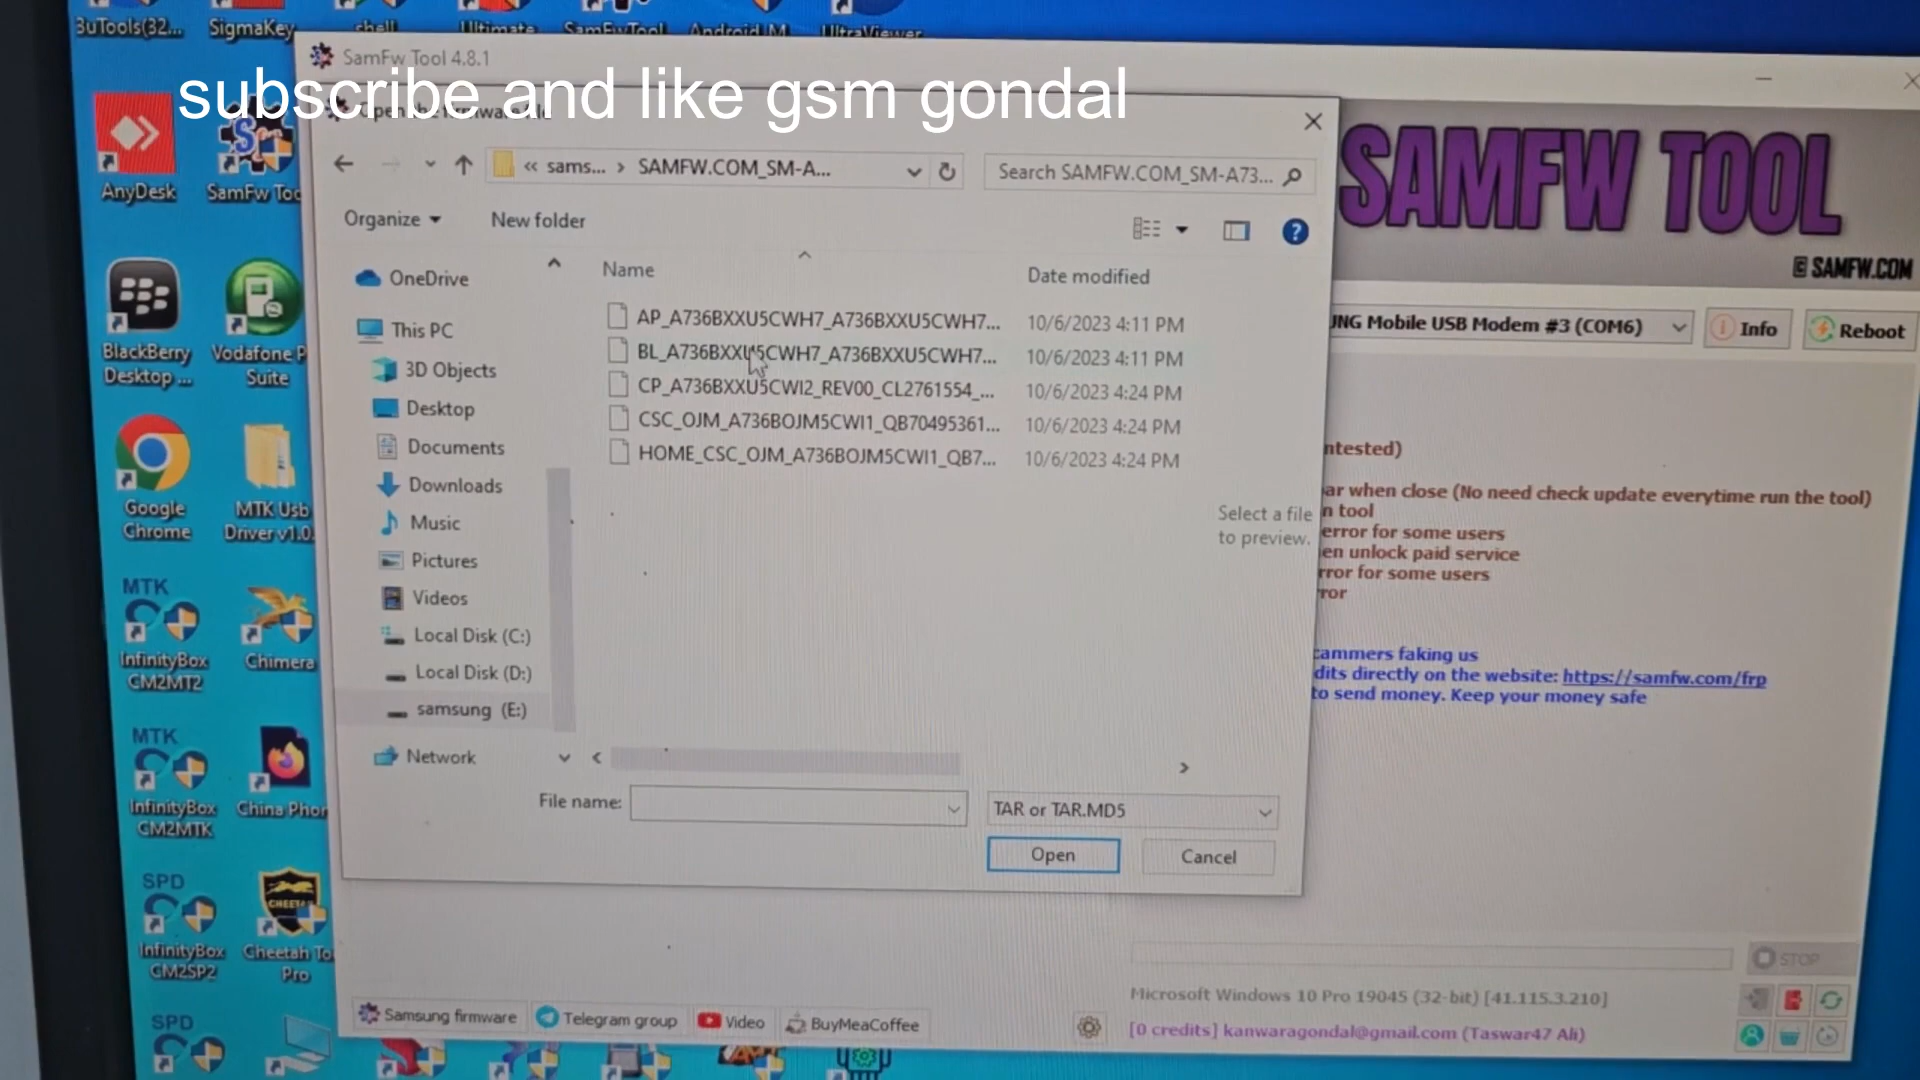 3uTools(32...
SigmaKey
shell
Ultimate
SamFwTool
Android M
UltraViewer
SamFw Tool 4.8.1
subscribe and like gsm gondal
sams... › SAMFW.COM_SM-A...
Search SAMFW.COM_SM-A73...
SAMFW TOOL
© SAMFW.COM
AnyDesk
SamFw Too
Organize
New folder
Name
Date modified
OneDrive
This PC
3D Objects
Desktop
Documents
Downloads
Music
Pictures
Videos
Local Disk (C:)
Local Disk (D:)
samsung (E:)
Network
AP_A736BXXU5CWH7_A736BXXU5CWH7... 10/6/2023 4:11 PM
BL_A736BXXU5CWH7_A736BXXU5CWH7... 10/6/2023 4:11 PM
CP_A736BXXU5CWI2_REV00_CL2761554_... 10/6/2023 4:24 PM
CSC_OJM_A736BOJM5CWI1_QB70495361... 10/6/2023 4:24 PM
HOME_CSC_OJM_A736BOJM5CWI1_QB7... 10/6/2023 4:24 PM
Select a file
to preview.
File name:
TAR or TAR.MD5
Open
Cancel
UNG Mobile USB Modem #3 (COM6)
Info
Reboot
ntested)
ar when close (No need check update everytime run the tool)
n tool
error for some users
en unlock paid service
rror for some users
ror
cammers faking us
dits directly on the website: https://samfw.com/frp
to send money. Keep your money safe
BlackBerry
Desktop ...
Vodafone P
Suite
Google
Chrome
MTK Usb
Driver v1.0.
MTK
InfinityBox
CM2MT2
Chimera
MTK
InfinityBox
CM2MTK
China Phon
SPD
InfinityBox
CM2SP2
CHEETAH
Cheetah To
Pro
SPD
STOP
Microsoft Windows 10 Pro 19045 (32-bit) [41.115.3.210]
[0 credits] kanwaragondal@gmail.com (Taswar47 Ali)
Samsung firmware
Telegram group
Video
BuyMeaCoffee